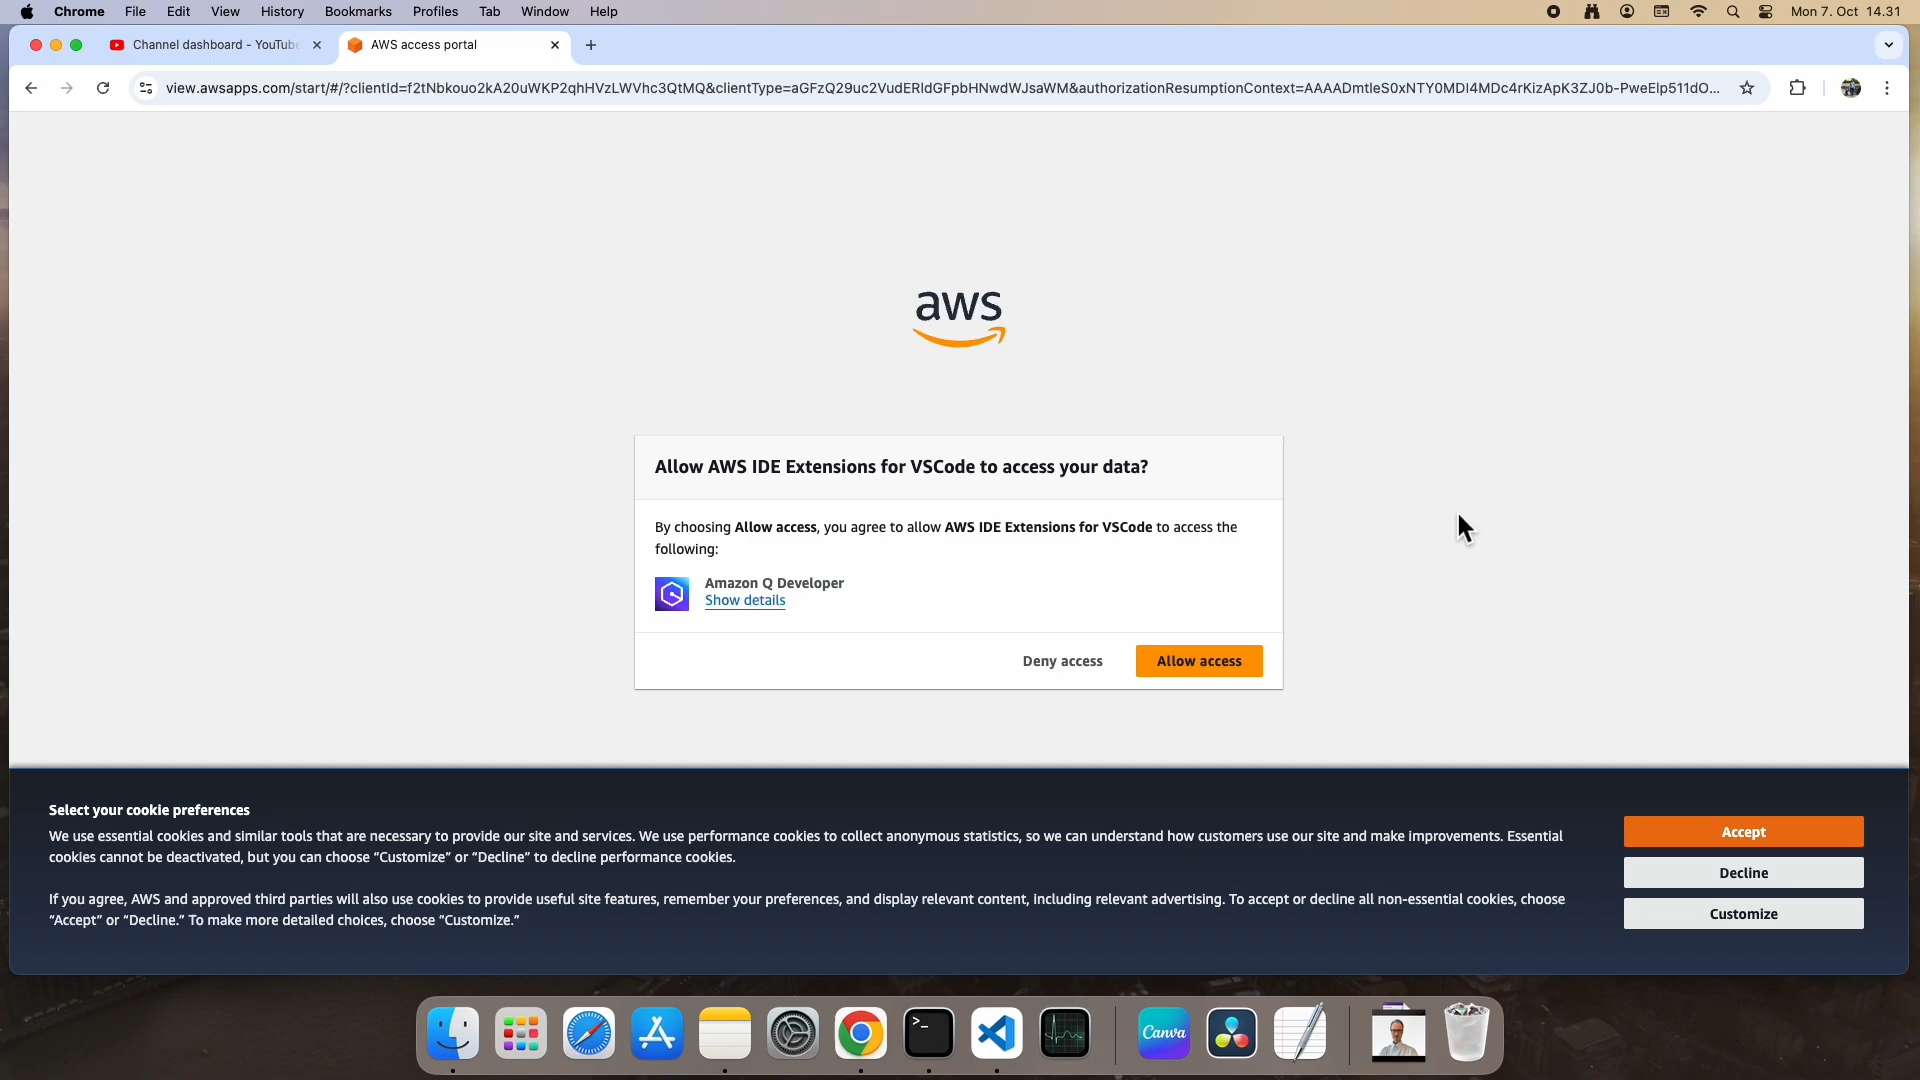 Chrome File Edit View History Bookmarks Profiles Tab Window Help
Mon 7. Oct 14.31
Channel dashboard - YouTube
AWS access portal
view.awsapps.com/start/#/?clientId=f2tNbkouo2kA20uWKP2qhHVzLWVhc3QtMQ&clientType=aGFzQ29uc2VudERldGFpbHNwdWJsaWM&authorizationResumptionContext=AAAADmtleS0xNTY0MDI4MDc4rKizApK3ZJ0b-PweElp511dO...
aws
Allow AWS IDE Extensions for VSCode to access your data?
By choosing Allow access, you agree to allow AWS IDE Extensions for VSCode to access the
following:
Amazon Q Developer
Show details
Deny access
Allow access
Select your cookie preferences
We use essential cookies and similar tools that are necessary to provide our site and services. We use performance cookies to collect anonymous statistics, so we can understand how customers use our site and make improvements. Essential
cookies cannot be deactivated, but you can choose “Customize” or “Decline” to decline performance cookies.
If you agree, AWS and approved third parties will also use cookies to provide useful site features, remember your preferences, and display relevant content, including relevant advertising. To accept or decline all non-essential cookies, choose
“Accept” or “Decline.” To make more detailed choices, choose “Customize.”
Accept
Decline
Customize
>_
Canva